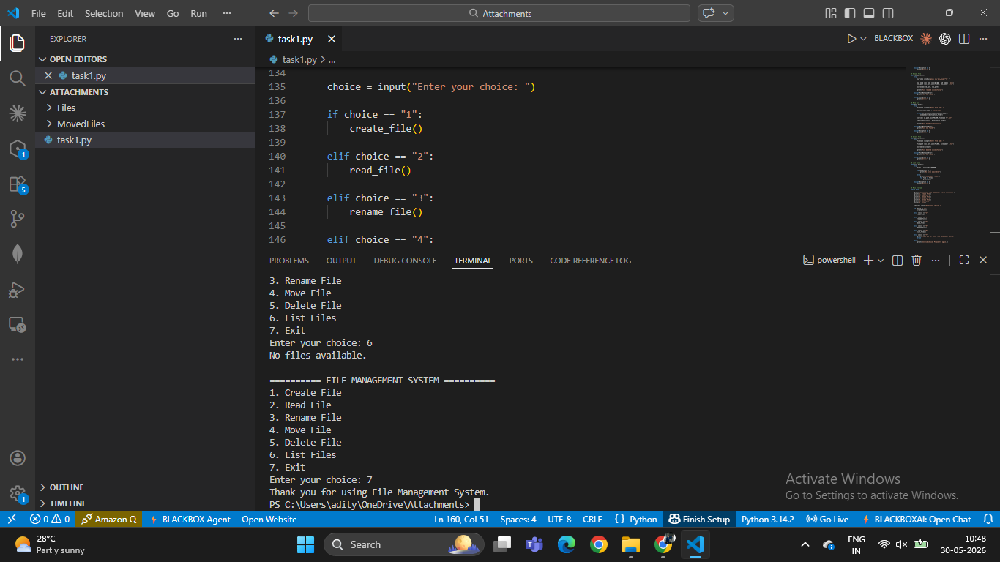 File Edit Selection View Go Run ··· Attachments
EXPLORER ···
OPEN EDITORS
task1.py
ATTACHMENTS
Files
MovedFiles
task1.py
1
5
OUTLINE
TIMELINE
1
task1.py
BLACKBOX ···
task1.py > ...
134
135 choice = input("Enter your choice: ")
136
137 if choice == "1":
138 create_file()
139
140 elif choice == "2":
141 read_file()
142
143 elif choice == "3":
144 rename_file()
145
146 elif choice == "4":
PROBLEMS OUTPUT DEBUG CONSOLE TERMINAL PORTS CODE REFERENCE LOG powershell ···
3. Rename File
4. Move File
5. Delete File
6. List Files
7. Exit
Enter your choice: 6
No files available.
========== FILE MANAGEMENT SYSTEM ==========
1. Create File
2. Read File
3. Rename File
4. Move File
5. Delete File
6. List Files
7. Exit
Enter your choice: 7
Thank you for using File Management System.
PS C:\Users\adity\OneDrive\Attachments>
Activate Windows
Go to Settings to activate Windows.
0 0 Amazon Q BLACKBOX Agent Open Website Ln 160, Col 51 Spaces: 4 UTF-8 CRLF {} Python Finish Setup Python 3.14.2 Go Live BLACKBOXAI: Open Chat
28°C
Partly sunny
Search
ENG
IN
10:48
30-05-2026